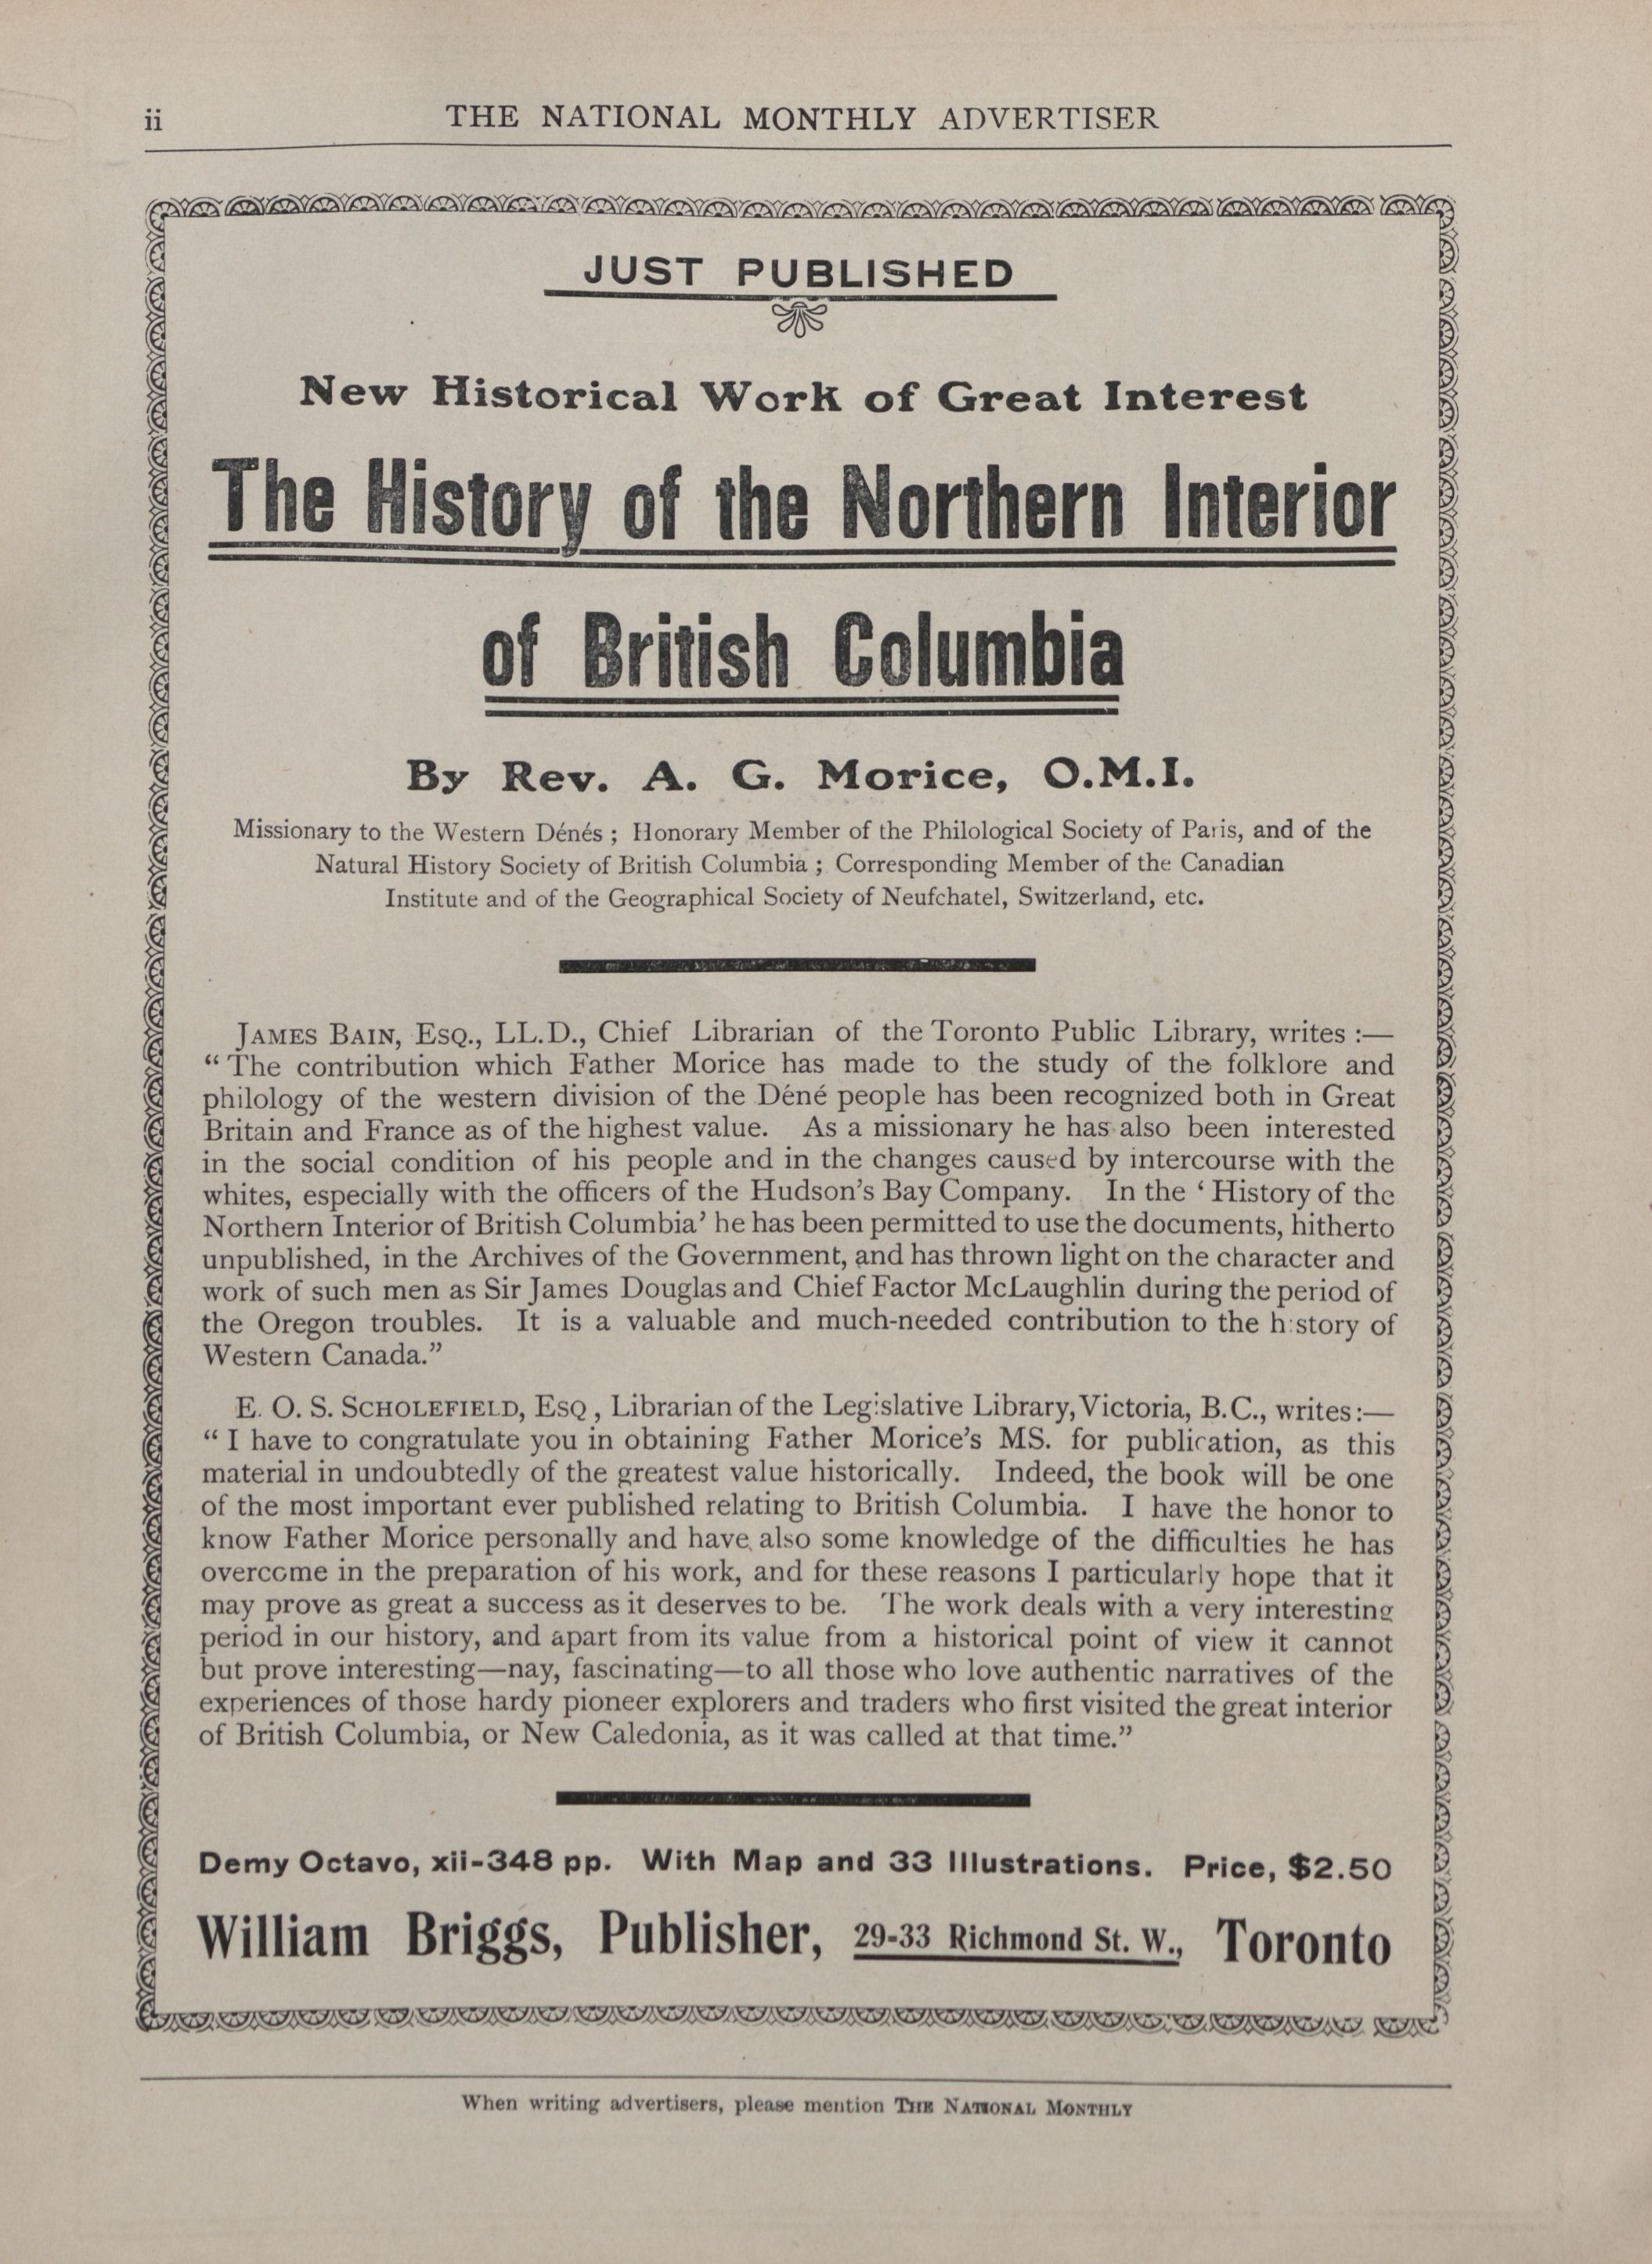 ii THE NATIONAL MONTHLY ADVERTISER
JUST PUBLISHED
New Historical Work of Great Interest
The History of the Northern Interior
of British Columbia
By Rev. A. G. Morice, O.M.I.
Missionary to the Western Dénés ; Honorary Member of the Philological Society of Paris, and of the
Natural History Society of British Columbia ; Corresponding Member of the Canadian
Institute and of the Geographical Society of Neufchatel, Switzerland, etc.
JAMES BAIN, ESQ., LL.D., Chief Librarian of the Toronto Public Library, writes :—
“ The contribution which Father Morice has made to the study of the folklore and
philology of the western division of the Déné people has been recognized both in Great
Britain and France as of the highest value. As a missionary he has also been interested
in the social condition of his people and in the changes caused by intercourse with the
whites, especially with the officers of the Hudson’s Bay Company. In the ‘ History of the
Northern Interior of British Columbia’ he has been permitted to use the documents, hitherto
unpublished, in the Archives of the Government, and has thrown light on the character and
work of such men as Sir James Douglas and Chief Factor McLaughlin during the period of
the Oregon troubles. It is a valuable and much-needed contribution to the history of
Western Canada.”
E. O. S. SCHOLEFIELD, ESQ , Librarian of the Legislative Library, Victoria, B.C., writes:—
“ I have to congratulate you in obtaining Father Morice’s MS. for publication, as this
material in undoubtedly of the greatest value historically. Indeed, the book will be one
of the most important ever published relating to British Columbia. I have the honor to
know Father Morice personally and have also some knowledge of the difficulties he has
overcome in the preparation of his work, and for these reasons I particularly hope that it
may prove as great a success as it deserves to be. The work deals with a very interesting
period in our history, and apart from its value from a historical point of view it cannot
but prove interesting—nay, fascinating—to all those who love authentic narratives of the
experiences of those hardy pioneer explorers and traders who first visited the great interior
of British Columbia, or New Caledonia, as it was called at that time.”
Demy Octavo, xii-348 pp. With Map and 33 Illustrations. Price, $2.50
William Briggs, Publisher, 29-33 Richmond St. W., Toronto
When writing advertisers, please mention THE NATIONAL MONTHLY